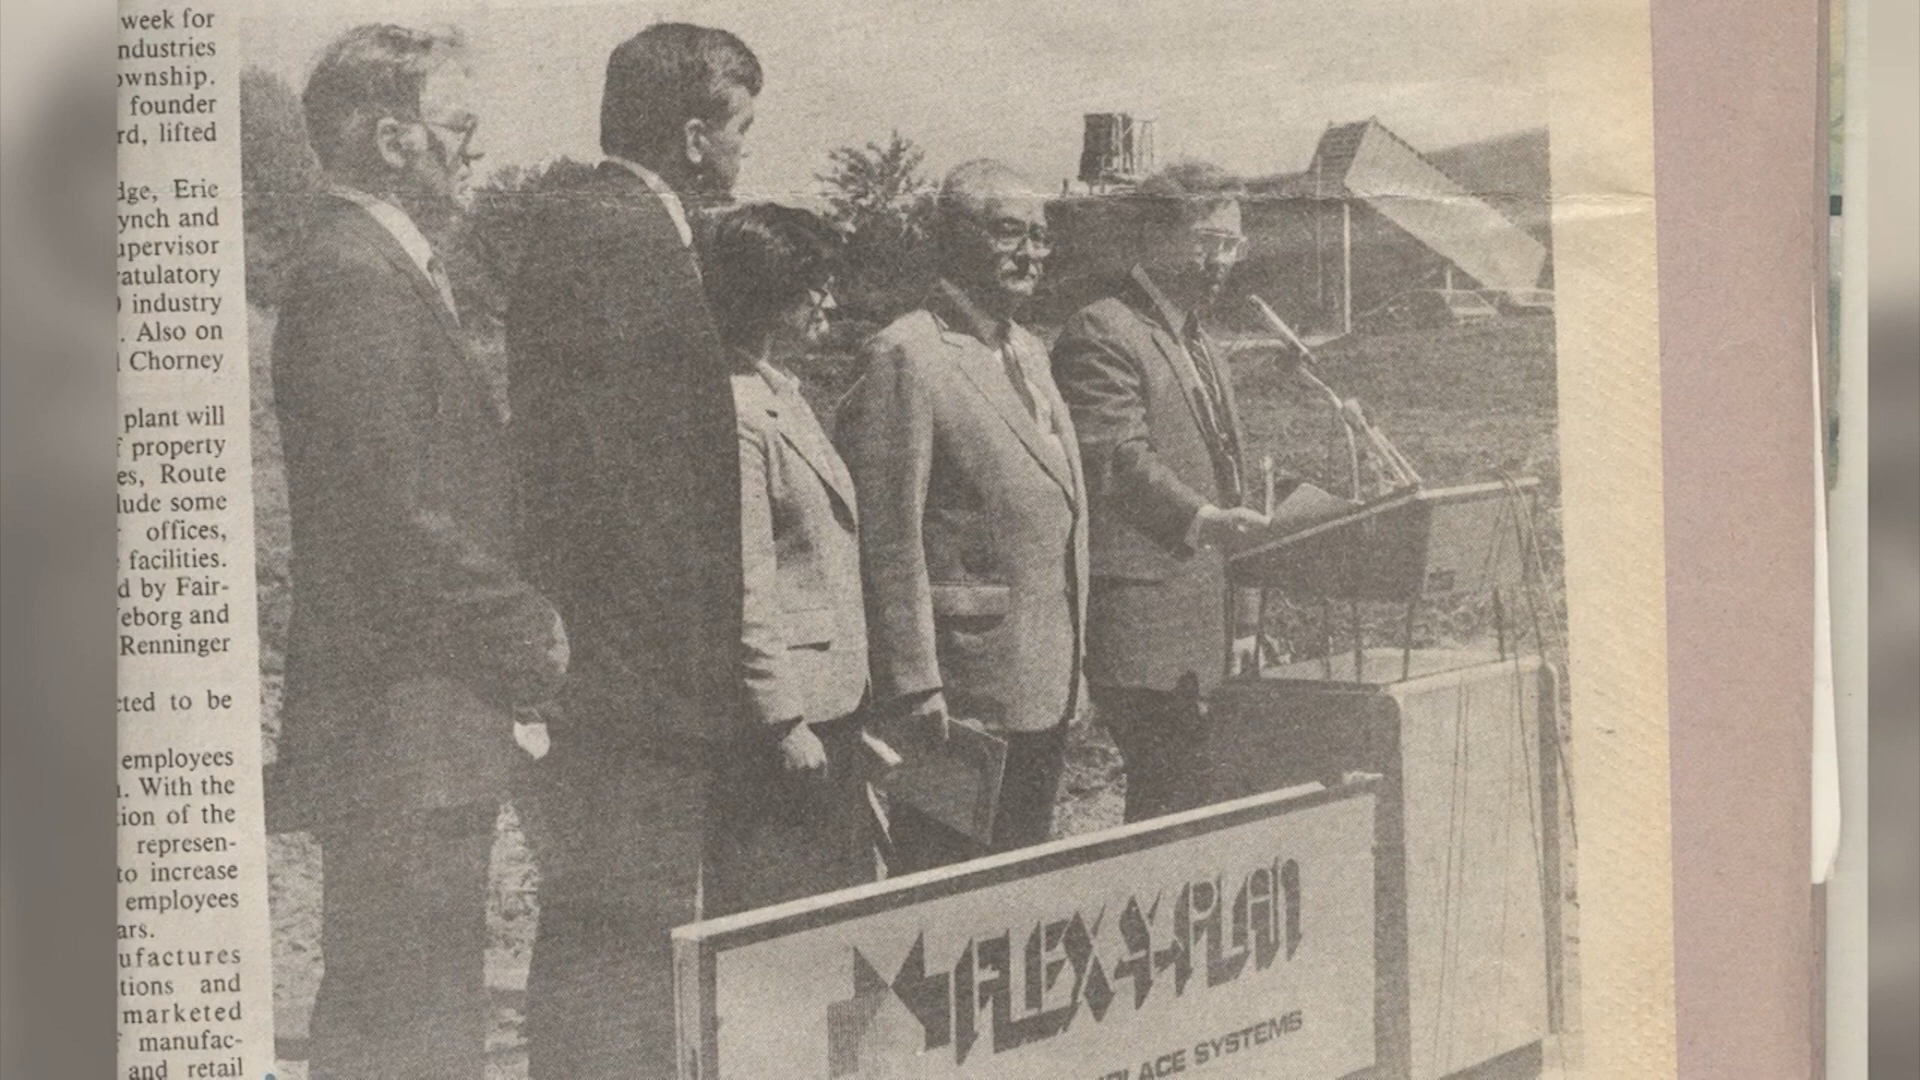 week for
ndustries
ownship.
founder
rd, lifted
dge, Erie
ynch and
upervisor
ratulatory
industry
. Also on
Chorney
plant will
f property
es, Route
lude some
offices,
facilities.
d by Fair-
eborg and
Renninger
cted to be
employees
. With the
ion of the
represen-
to increase
employees
ars.
ufactures
tions and
marketed
manufac-
and retail
FLEX-Y-PLAN
PLACE SYSTEMS